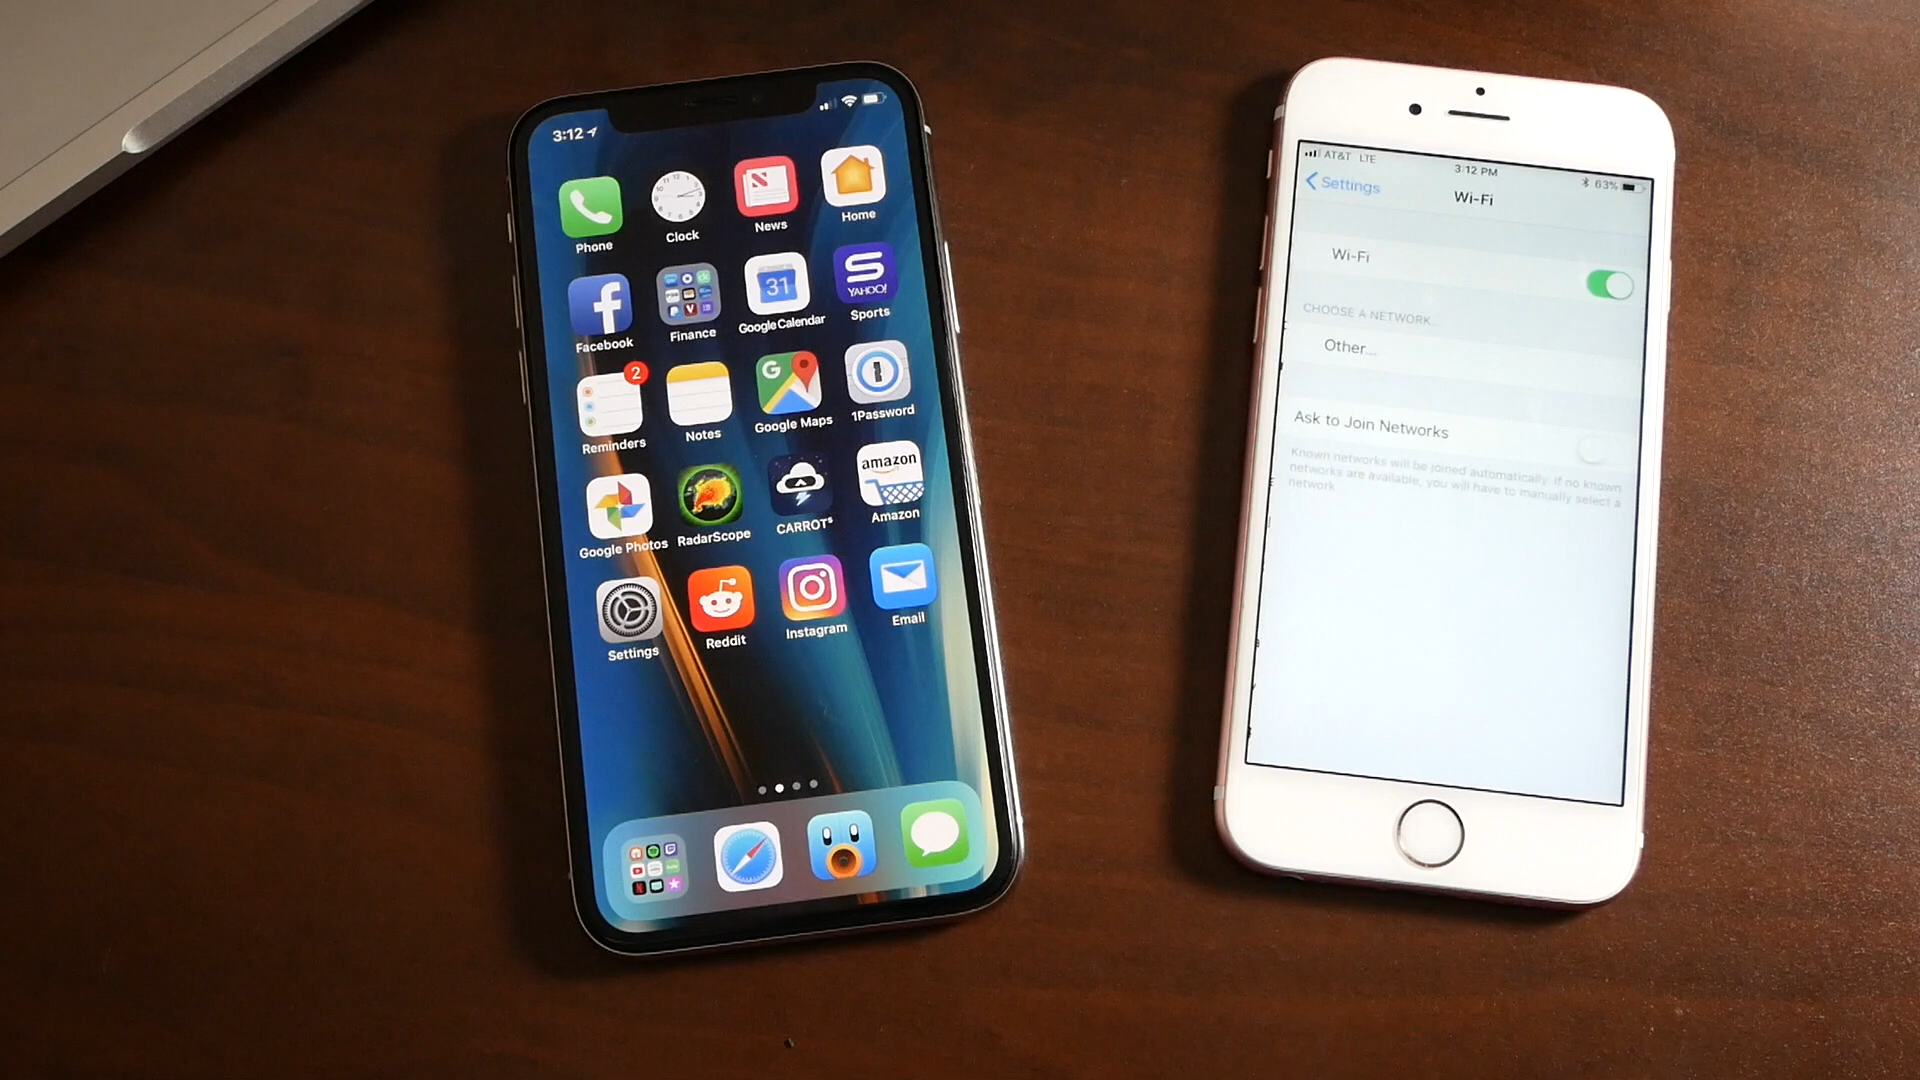 3:12
Phone
Clock
News
Home
Facebook
Finance
31
Google Calendar
YAHOO!
Sports
2
Reminders
Notes
G
Google Maps
1Password
Google Photos
RadarScope
CARROT⁵
amazon
Amazon
Settings
Reddit
Instagram
Email
AT&T LTE
3:12 PM
63%
Settings
Wi-Fi
Wi-Fi
CHOOSE A NETWORK...
Other...
Ask to Join Networks
Known networks will be joined automatically. If no known
networks are available, you will have to manually select a
network.